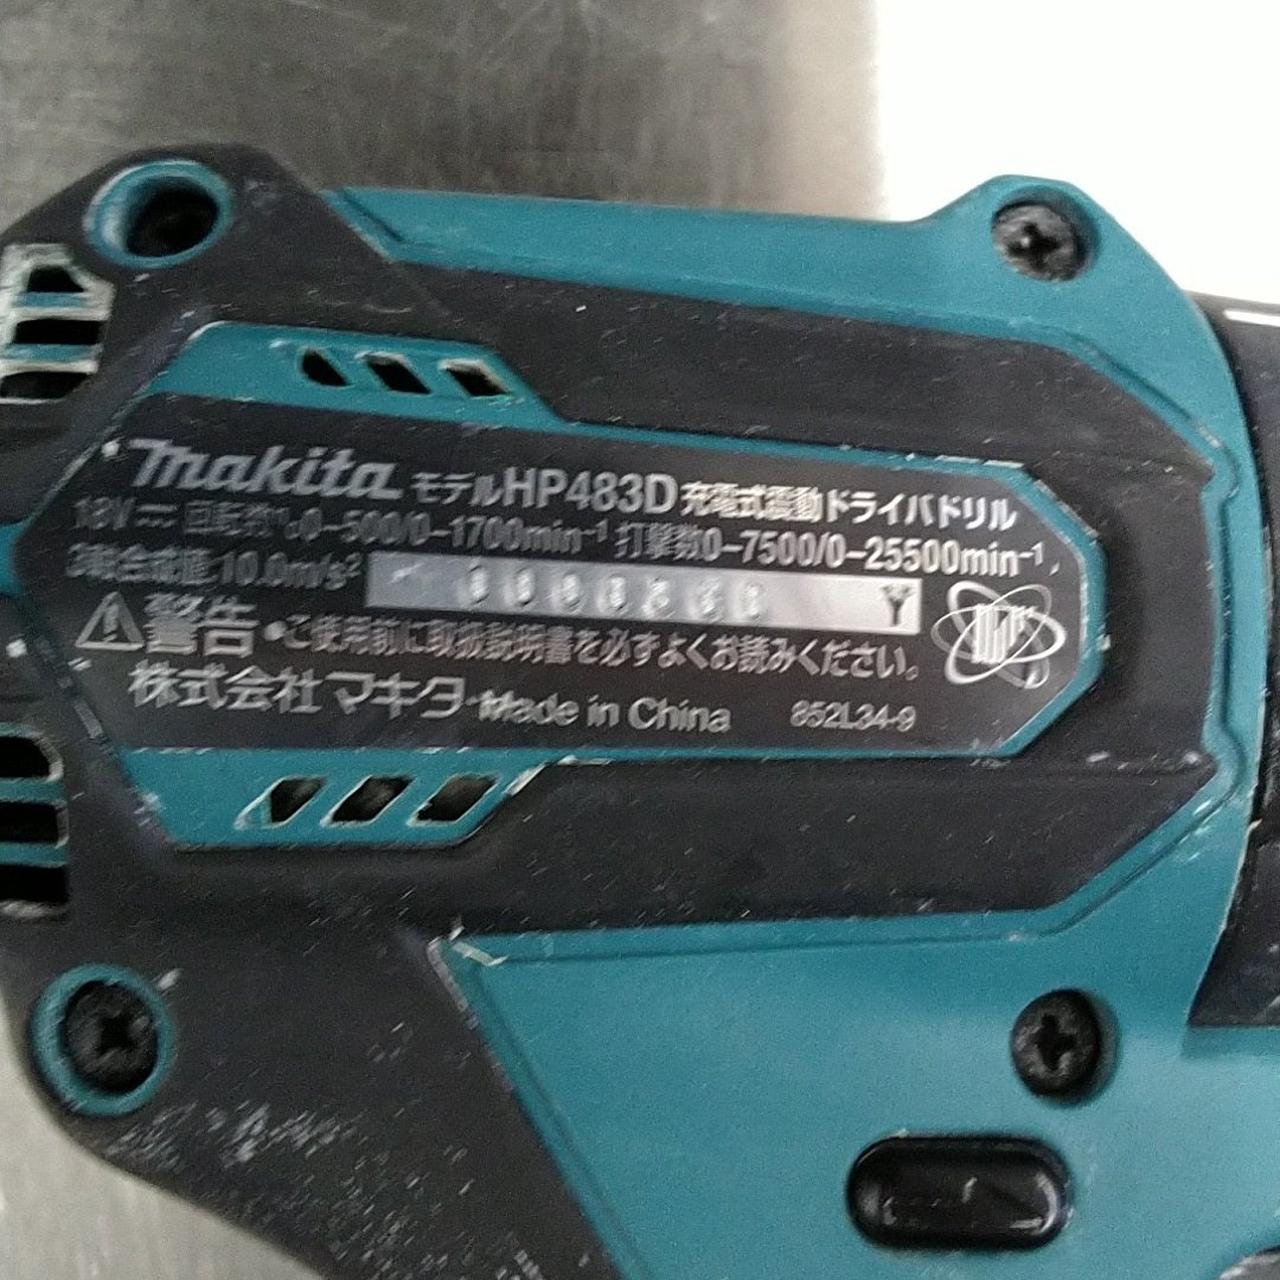 makita モデルHP483D 充電式震動ドライバドリル
18V 回転数 0-500/0-1700min⁻¹ 打撃数0-7500/0-25500min⁻¹
3軸合成値 10.0m/s² Y
警告 •ご使用前に取扱説明書を必ずよくお読みください。
株式会社マキタ Made in China 852L34-9